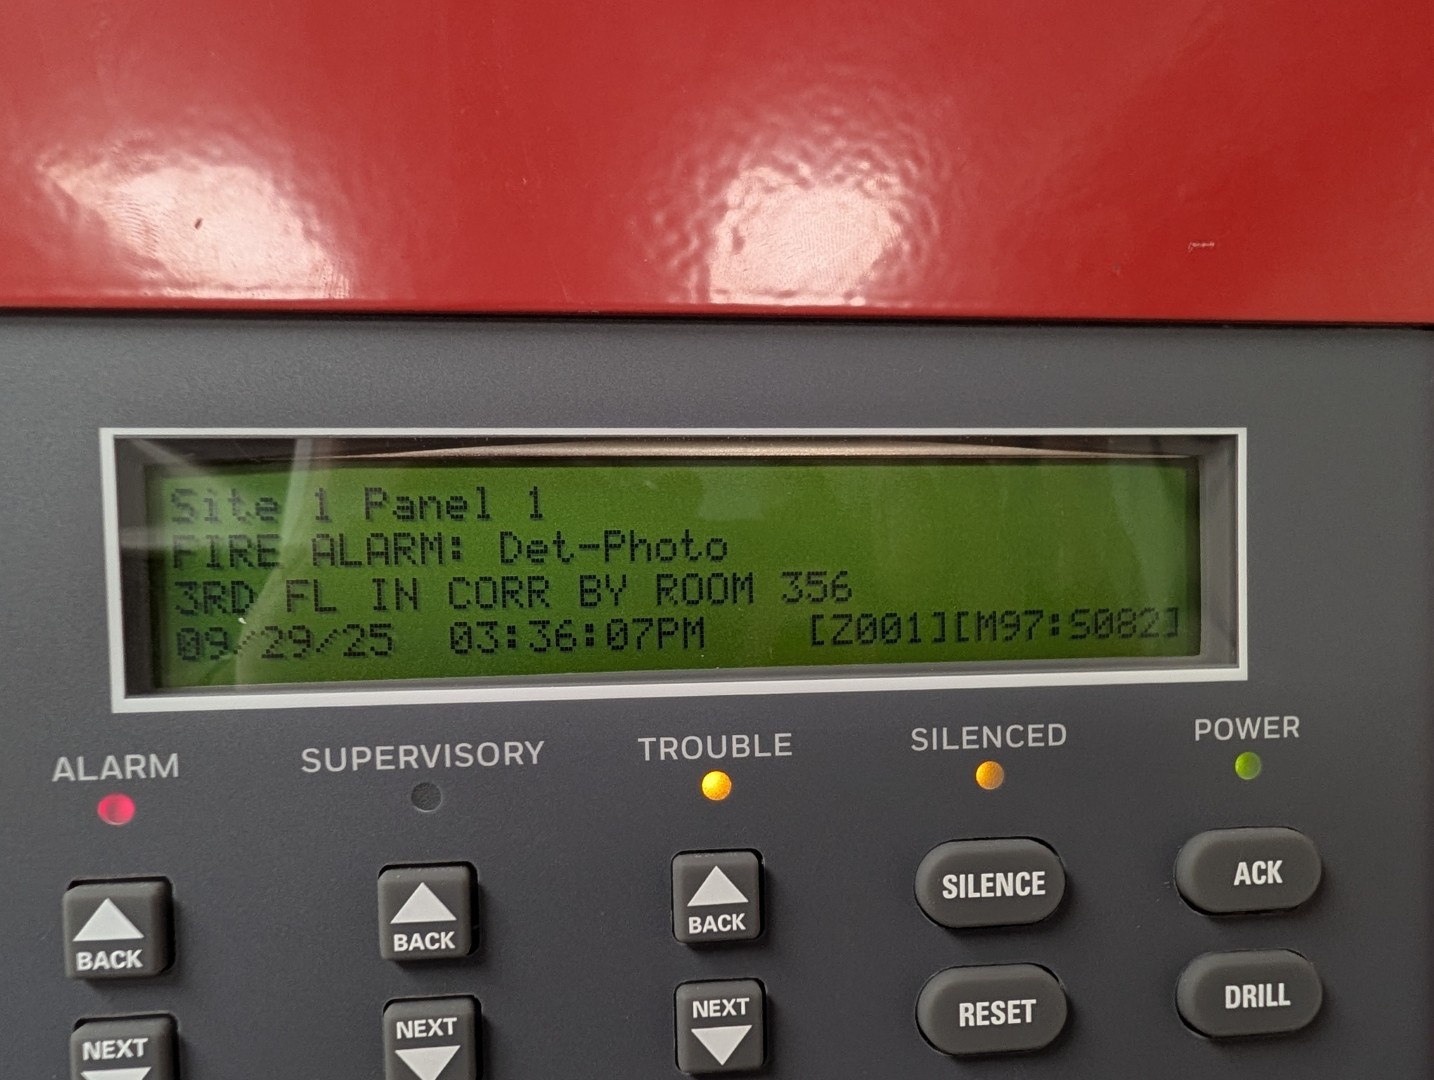 Site 1 Panel 1
FIRE ALARM: Det-Photo
3RD FL IN CORR BY ROOM 356
09/29/25 03:36:07PM [Z001][M97:S082]
ALARM SUPERVISORY TROUBLE SILENCED POWER
BACK BACK BACK SILENCE ACK
NEXT NEXT NEXT RESET DRILL